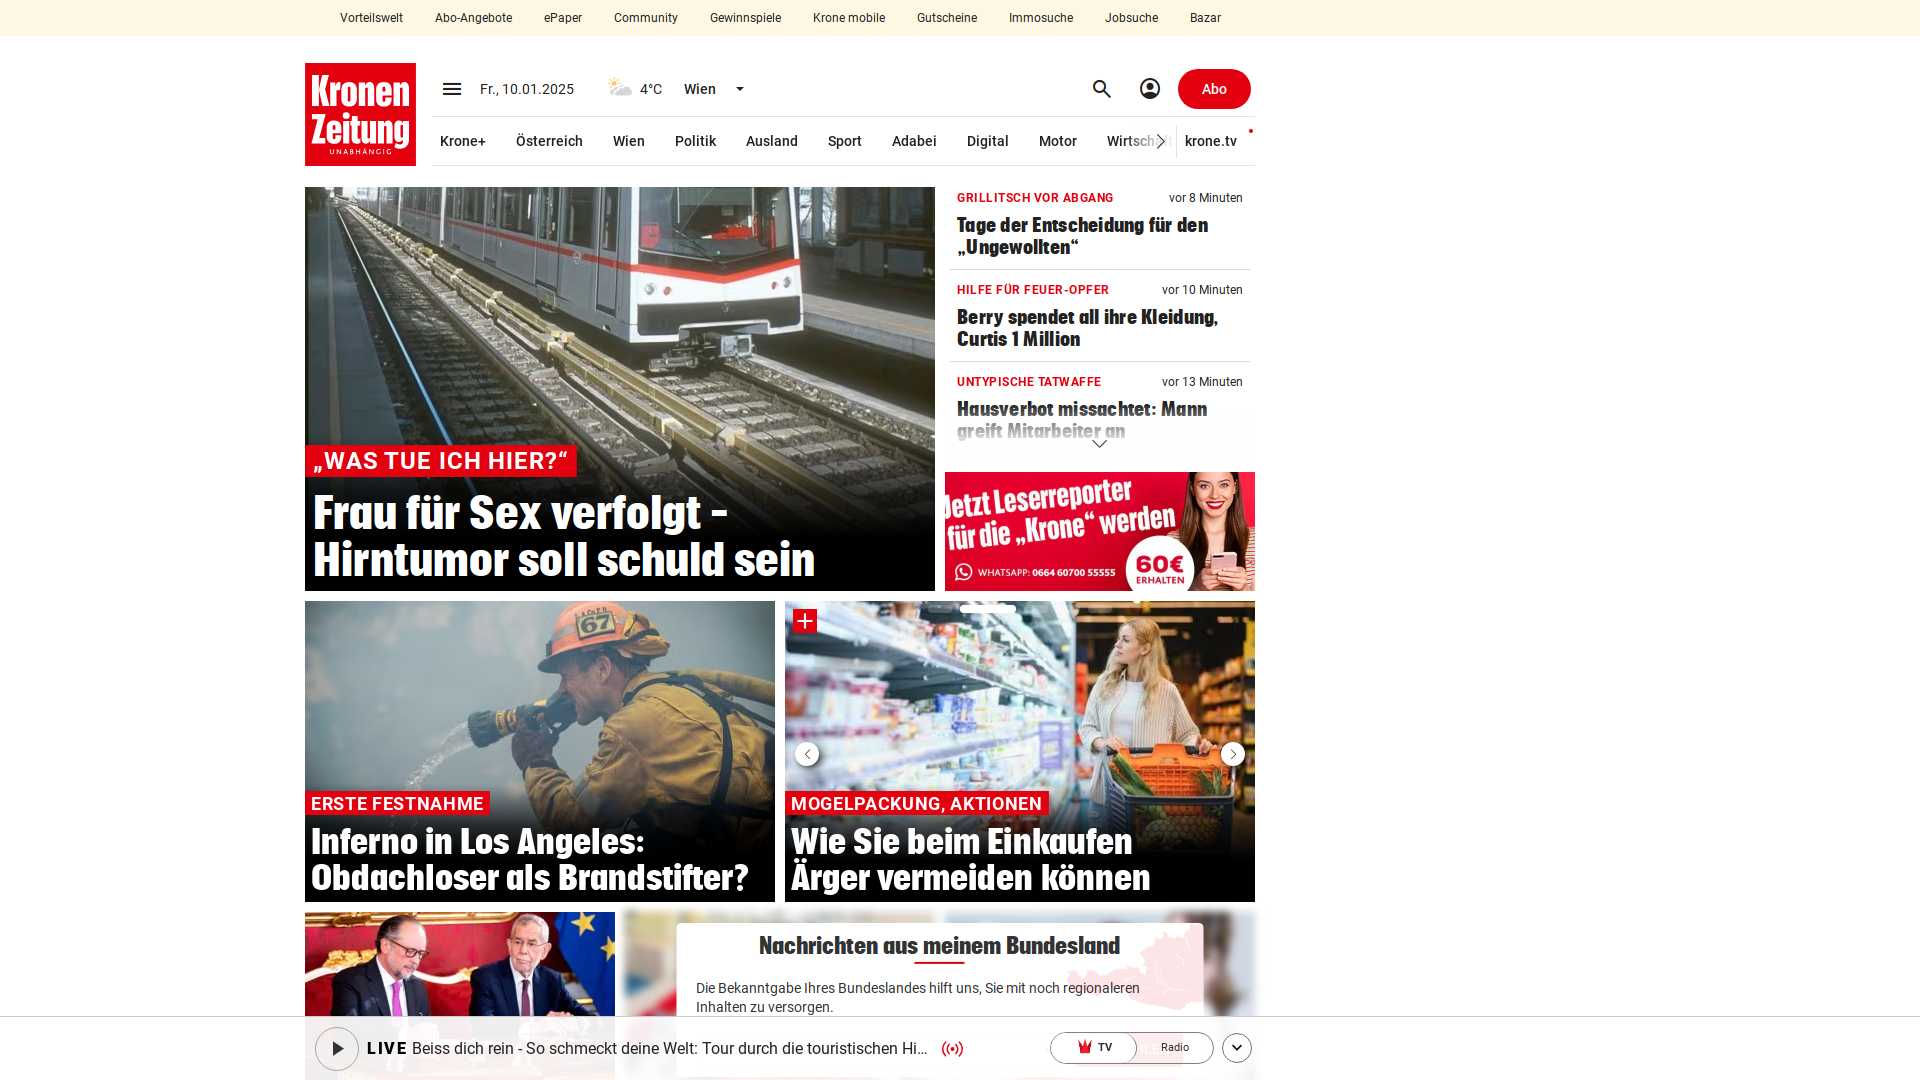 Vorteilswelt Abo-Angebote ePaper Community Gewinnspiele Krone mobile Gutscheine Immosuche Jobsuche Bazar
Kronen
Zeitung
UNABHÄNGIG
Fr., 10.01.2025 4°C Wien Abo
Krone+ Österreich Wien Politik Ausland Sport Adabei Digital Motor krone.tv
„WAS TUE ICH HIER?“
Frau für Sex verfolgt –
Hirntumor soll schuld sein
GRILLITSCH VOR ABGANG vor 8 Minuten
Tage der Entscheidung für den
„Ungewollten“
HILFE FÜR FEUER-OPFER vor 10 Minuten
Berry spendet all ihre Kleidung,
Curtis 1 Million
UNTYPISCHE TATWAFFE vor 13 Minuten
Hausverbot missachtet: Mann
greift Mitarbeiter an
Jetzt Leserreporter
für die „Krone“ werden
WHATSAPP: 0664 60700 55555
60€
ERHALTEN
67
ERSTE FESTNAHME
Inferno in Los Angeles:
Obdachloser als Brandstifter?
MOGELPACKUNG, AKTIONEN
Wie Sie beim Einkaufen
Ärger vermeiden können
Nachrichten aus meinem Bundesland
Die Bekanntgabe Ihres Bundeslandes hilft uns, Sie mit noch regionaleren
Inhalten zu versorgen.
LIVE Beiss dich rein - So schmeckt deine Welt: Tour durch die touristischen Hi... TV Radio